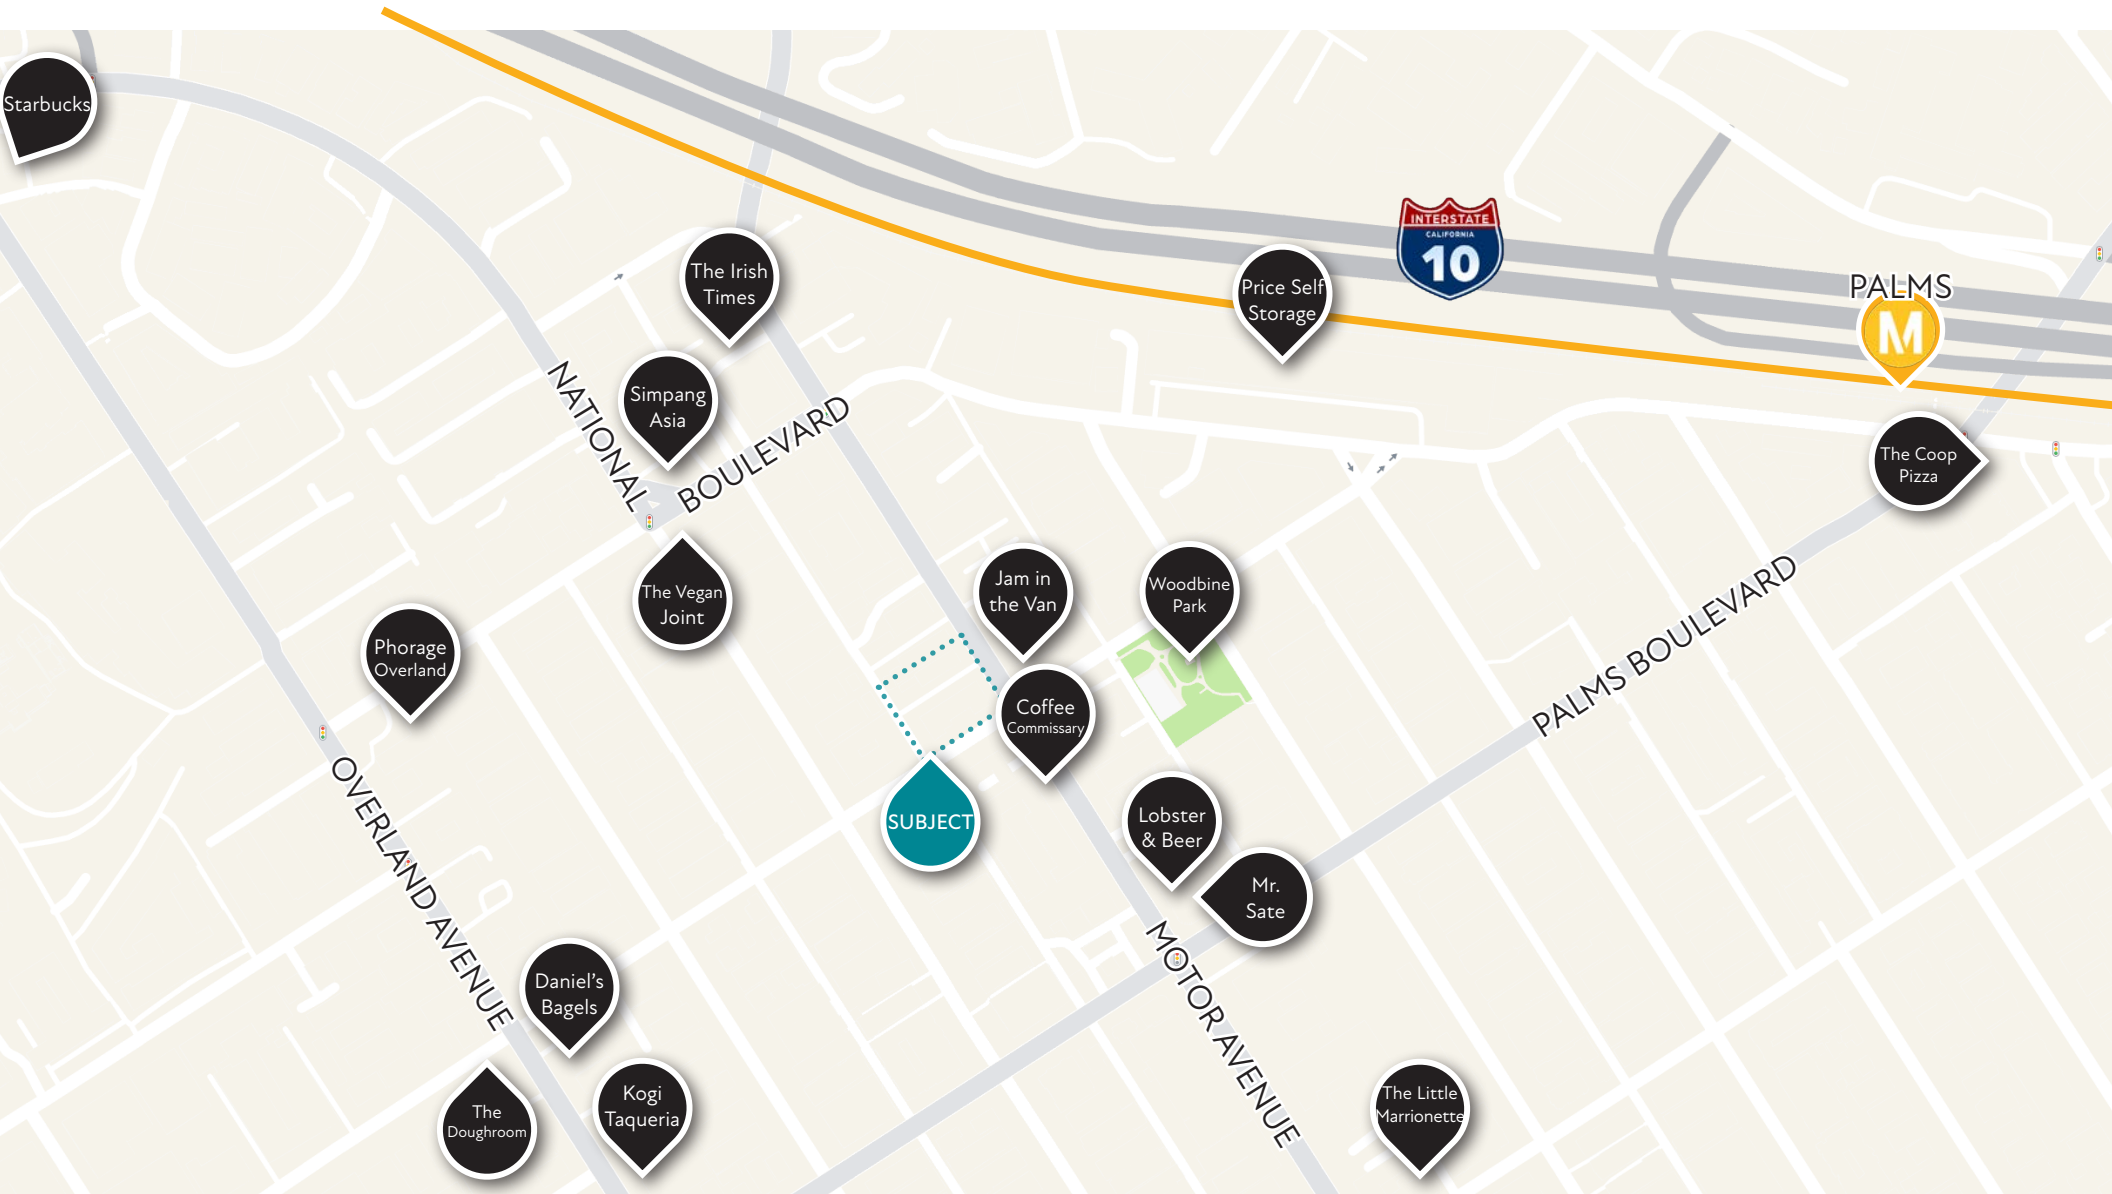 Starbucks
INTERSTATE
CALIFORNIA
10
The Irish
Times
Price Self
Storage
PALMS
M
Simpang
Asia
NATIONAL
BOULEVARD
The Coop
Pizza
The Vegan
Joint
Jam in
the Van
Woodbine
Park
Phorage
Overland
PALMS BOULEVARD
Coffee
Commissary
SUBJECT
Lobster
& Beer
OVERLAND AVENUE
Mr.
Sate
MOTOR AVENUE
Daniel's
Bagels
The
Doughroom
Kogi
Taqueria
The Little
Marrionette